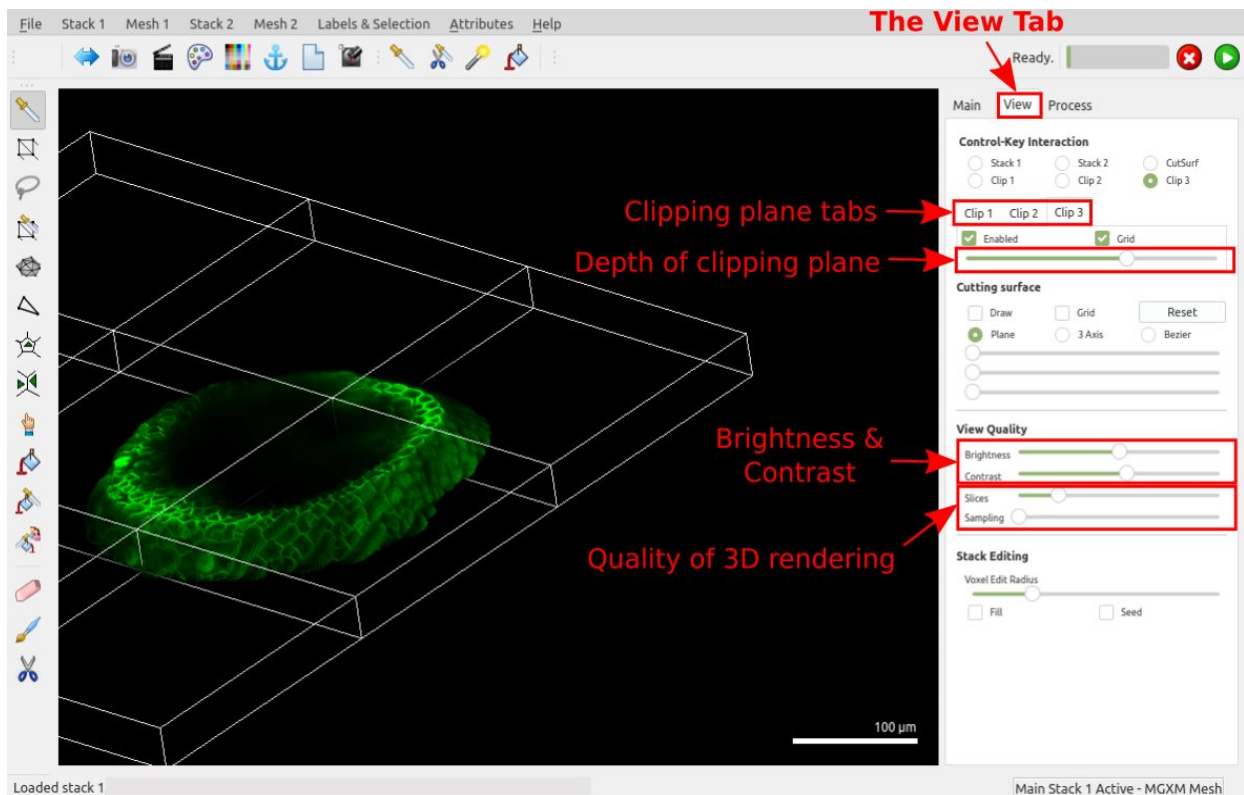 The View Tab
File Stack 1 Mesh 1 Stack 2 Mesh 2 Labels & Selection Attributes Help
Ready.
Main View Process
Control-Key Interaction
Stack 1 Stack 2 CutSurf
Clip 1 Clip 2 Clip 3
Clipping plane tabs
Clip 1 Clip 2 Clip 3
Enabled Grid
Depth of clipping plane
Cutting surface
Draw Grid Reset
Plane 3 Axis Bezier
View Quality
Brightness &
Contrast
Brightness
Contrast
Slices
Sampling
Quality of 3D rendering
Stack Editing
Voxel Edit Radius
Fill Seed
100 µm
Loaded stack 1
Main Stack 1 Active - MGXM Mesh